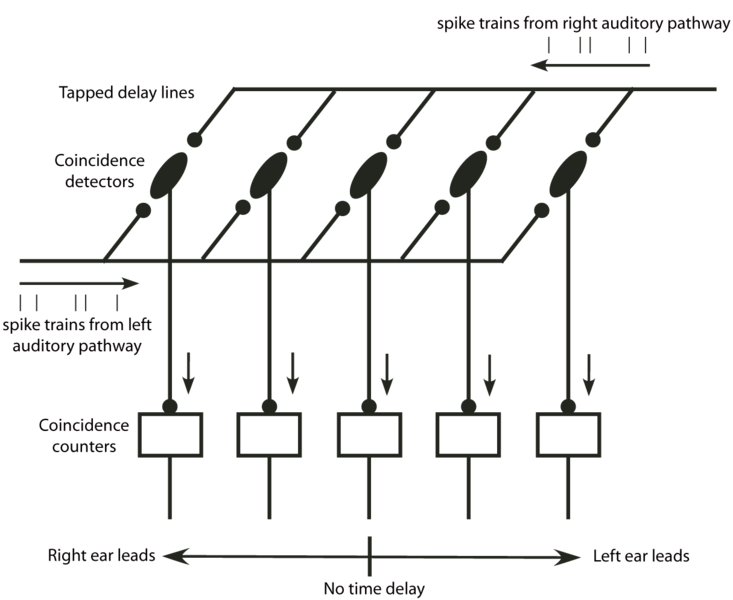 spike trains from right auditory pathway
Tapped delay lines
Coincidence
detectors
spike trains from left
auditory pathway
Coincidence
counters
Right ear leads
Left ear leads
No time delay